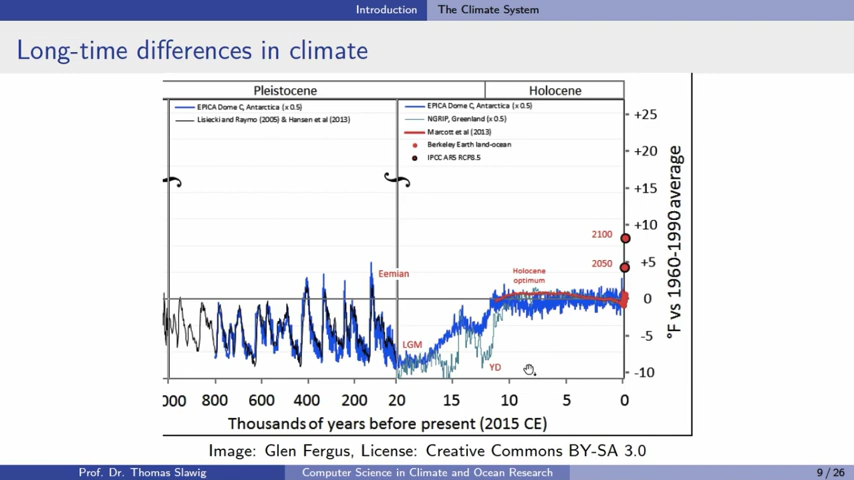 Introduction The Climate System
Long-time differences in climate
Pleistocene Holocene
EPICA Dome C, Antarctica (x 0.5)
Lisiecki and Raymo (2005) & Hansen et al (2013)
EPICA Dome C, Antarctica (x 0.5)
NGRIP, Greenland (x 0.5)
Marcott et al (2013)
Berkeley Earth land-ocean
IPCC AR5 RCP8.5
+25
+20
+15
+10
+5
0
-5
-10
°F vs 1960-1990 average
2100
2050
Holocene
optimum
Eemian
LGM
YD
000 800 600 400 200 20 15 10 5 0
Thousands of years before present (2015 CE)
Image: Glen Fergus, License: Creative Commons BY-SA 3.0
Prof. Dr. Thomas Slawig Computer Science in Climate and Ocean Research 9 / 26